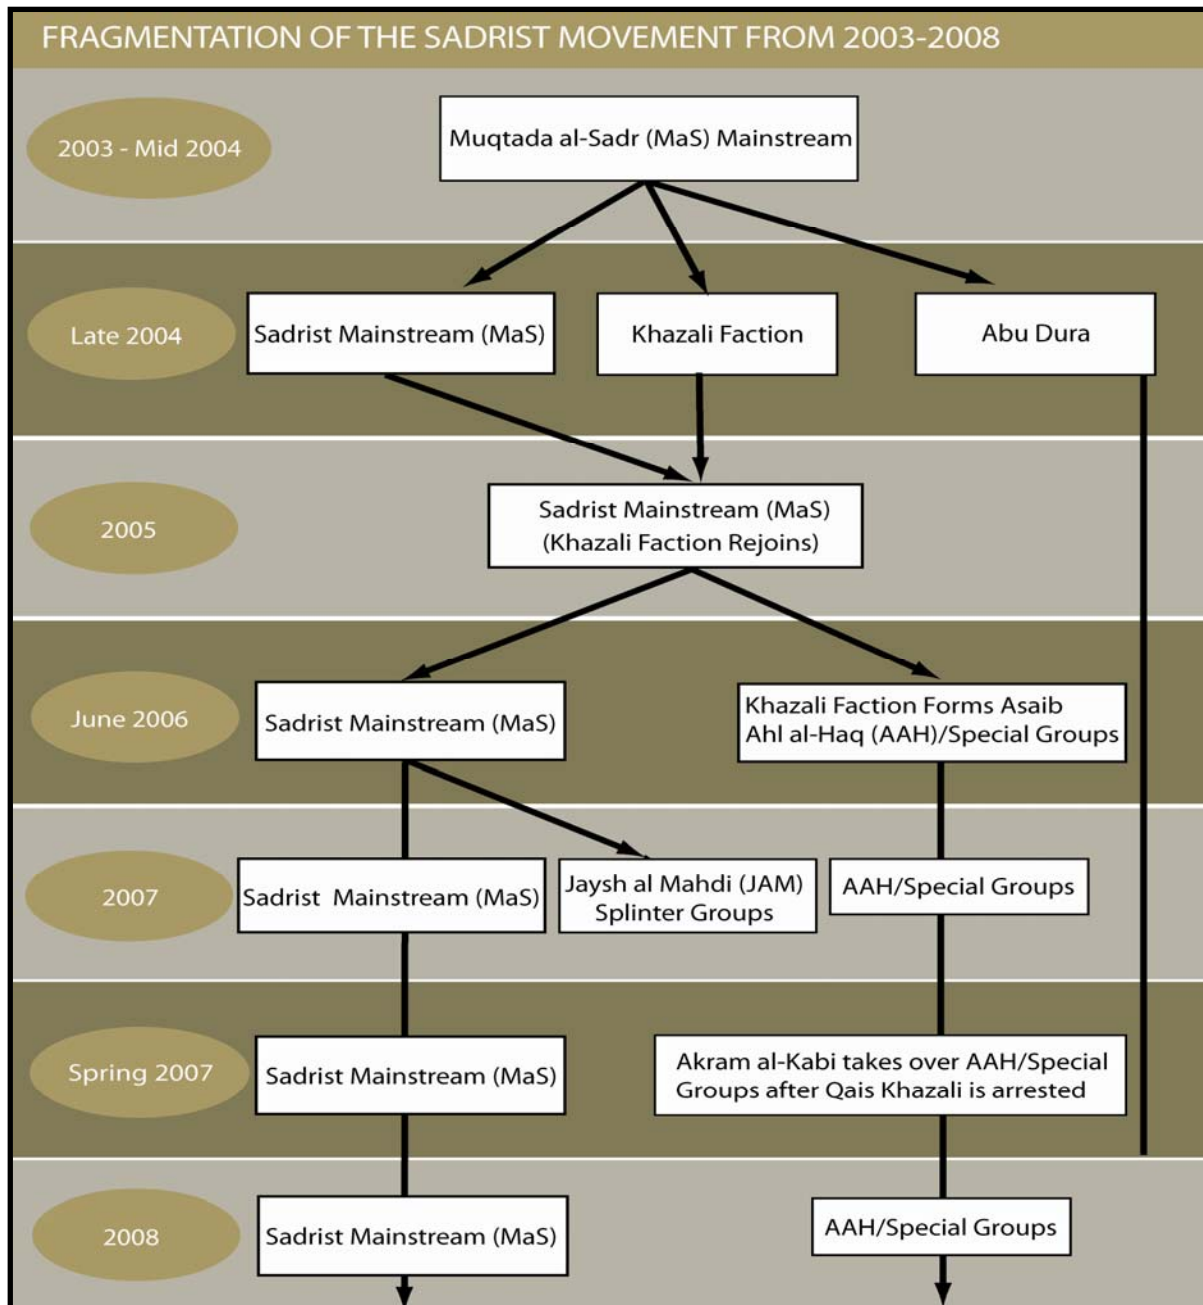 FRAGMENTATION OF THE SADRIST MOVEMENT FROM 2003-2008
2003 - Mid 2004
Muqtada al-Sadr (MaS) Mainstream
Late 2004
Sadrist Mainstream (MaS)
Khazali Faction
Abu Dura
2005
Sadrist Mainstream (MaS)
(Khazali Faction Rejoins)
June 2006
Sadrist Mainstream (MaS)
Khazali Faction Forms Asaib
Ahl al-Haq (AAH)/Special Groups
2007
Sadrist Mainstream (MaS)
Jaysh al Mahdi (JAM)
Splinter Groups
AAH/Special Groups
Spring 2007
Sadrist Mainstream (MaS)
Akram al-Kabi takes over AAH/Special
Groups after Qais Khazali is arrested
2008
Sadrist Mainstream (MaS)
AAH/Special Groups